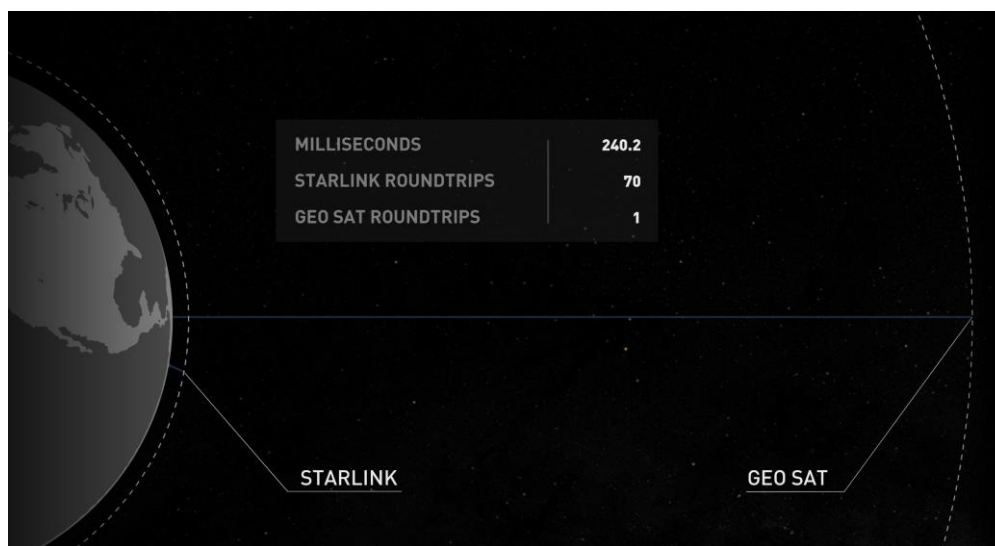 MILLISECONDS 240.2
STARLINK ROUNDTRIPS 70
GEO SAT ROUNDTRIPS 1
STARLINK
GEO SAT